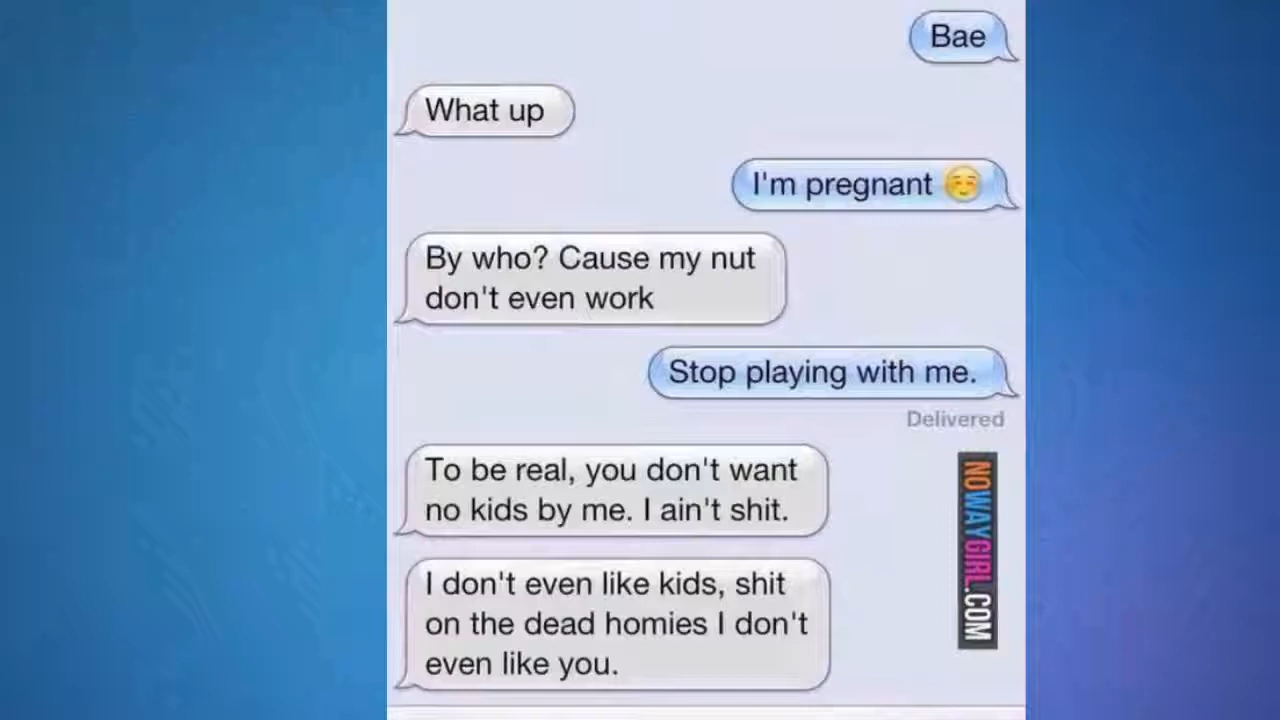 Bae
What up
I'm pregnant ☺️
By who? Cause my nut
don't even work
Stop playing with me.
Delivered
To be real, you don't want
no kids by me. I ain't shit.
I don't even like kids, shit
on the dead homies I don't
even like you.
NOWAYGIRL.COM